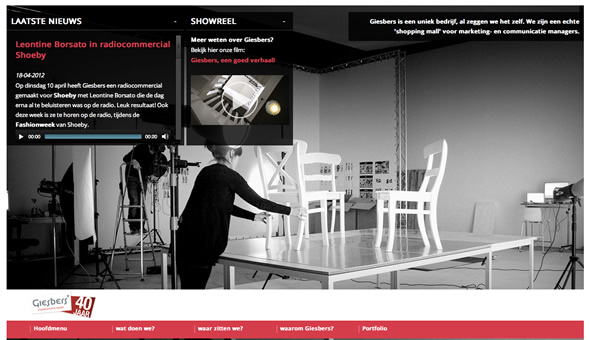 LAATSTE NIEUWS -
Leontine Borsato in radiocommercial
Shoeby
18-04-2012
Op dinsdag 10 april heeft Giesbers een radiocommercial
gemaakt voor Shoeby met Leontine Borsato die de dag
erna al te beluisteren was op de radio. Leuk resultaat! Ook
deze week is ze te horen op de radio, tijdens de
Fashionweek van Shoeby.
00:00 00:00
SHOWREEL -
Meer weten over Giesbers?
Bekijk hier onze film:
Giesbers, een goed verhaal!
Giesbers is een uniek bedrijf, al zeggen we het zelf. We zijn een echte
'shopping mall' voor marketing- en communicatie managers.
GIESBERS 40
JAAR
Hoofdmenu wat doen we? waar zitten we? waarom Giesbers? Portfolio